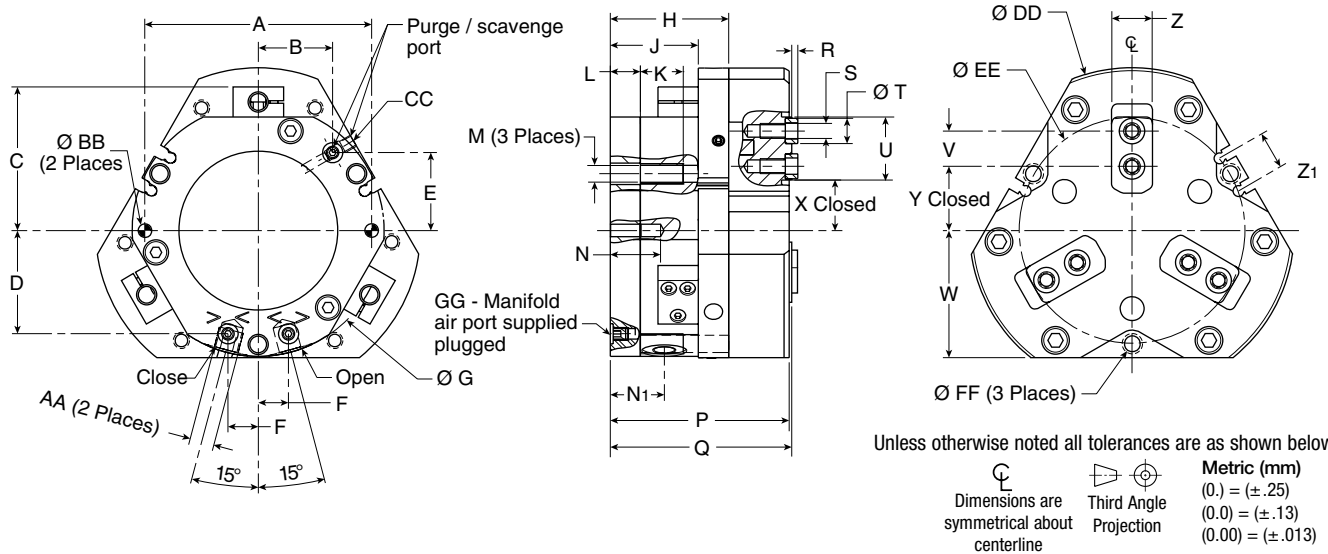 A
B
Purge / scavenge
port
CC
Ø BB
(2 Places
C
D
E
Close
Open
Ø G
AA (2 Places)
F
F
15°
15°
H
J
L
K
M (3 Places)
N
GG - Manifold
air port supplied
plugged
N1
P
Q
R
S
Ø T
U
X Closed
Ø DD
Z
℄
Ø EE
V
Y Closed
Z1
W
Ø FF (3 Places)
Unless otherwise noted all tolerances are as shown below
℄
Dimensions are
symmetrical about
centerline
Third Angle
Projection
Metric (mm)
(0.) = (± .25)
(0.0) = (± .13)
(0.00) = (± .013)